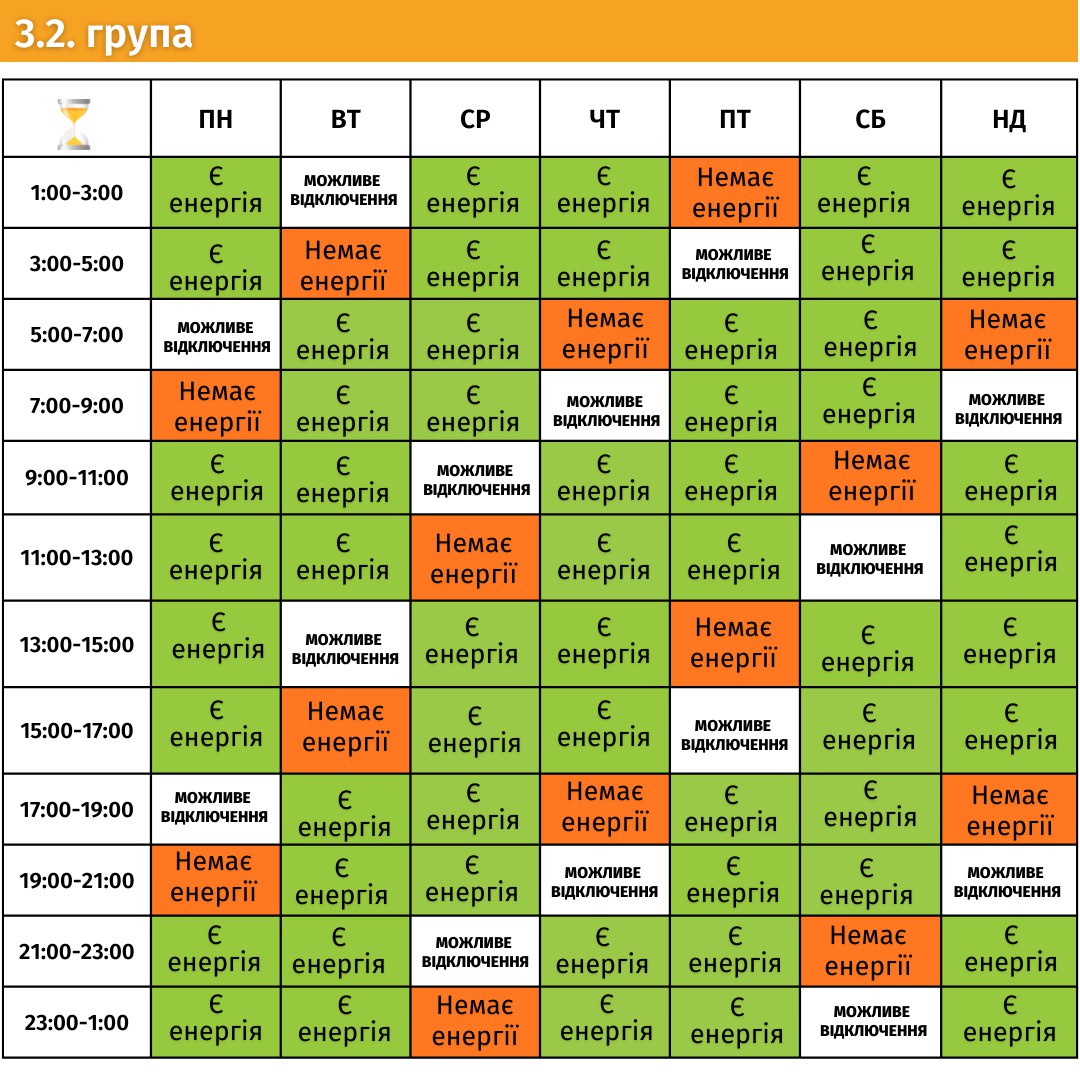 3.2. група
ПН ВТ СР ЧТ ПТ СБ НД
1:00-3:00 Є енергія МОЖЛИВЕ ВІДКЛЮЧЕННЯ Є енергія Є енергія Немає енергії Є енергія Є енергія
3:00-5:00 Є енергія Немає енергії Є енергія Є енергія МОЖЛИВЕ ВІДКЛЮЧЕННЯ Є енергія Є енергія
5:00-7:00 МОЖЛИВЕ ВІДКЛЮЧЕННЯ Є енергія Є енергія Немає енергії Є енергія Є енергія Немає енергії
7:00-9:00 Немає енергії Є енергія Є енергія МОЖЛИВЕ ВІДКЛЮЧЕННЯ Є енергія Є енергія МОЖЛИВЕ ВІДКЛЮЧЕННЯ
9:00-11:00 Є енергія Є енергія МОЖЛИВЕ ВІДКЛЮЧЕННЯ Є енергія Є енергія Немає енергії Є енергія
11:00-13:00 Є енергія Є енергія Немає енергії Є енергія Є енергія МОЖЛИВЕ ВІДКЛЮЧЕННЯ Є енергія
13:00-15:00 Є енергія МОЖЛИВЕ ВІДКЛЮЧЕННЯ Є енергія Є енергія Немає енергії Є енергія Є енергія
15:00-17:00 Є енергія Немає енергії Є енергія Є енергія МОЖЛИВЕ ВІДКЛЮЧЕННЯ Є енергія Є енергія
17:00-19:00 МОЖЛИВЕ ВІДКЛЮЧЕННЯ Є енергія Є енергія Немає енергії Є енергія Є енергія Немає енергії
19:00-21:00 Немає енергії Є енергія Є енергія МОЖЛИВЕ ВІДКЛЮЧЕННЯ Є енергія Є енергія МОЖЛИВЕ ВІДКЛЮЧЕННЯ
21:00-23:00 Є енергія Є енергія МОЖЛИВЕ ВІДКЛЮЧЕННЯ Є енергія Є енергія Немає енергії Є енергія
23:00-1:00 Є енергія Є енергія Немає енергії Є енергія Є енергія МОЖЛИВЕ ВІДКЛЮЧЕННЯ Є енергія